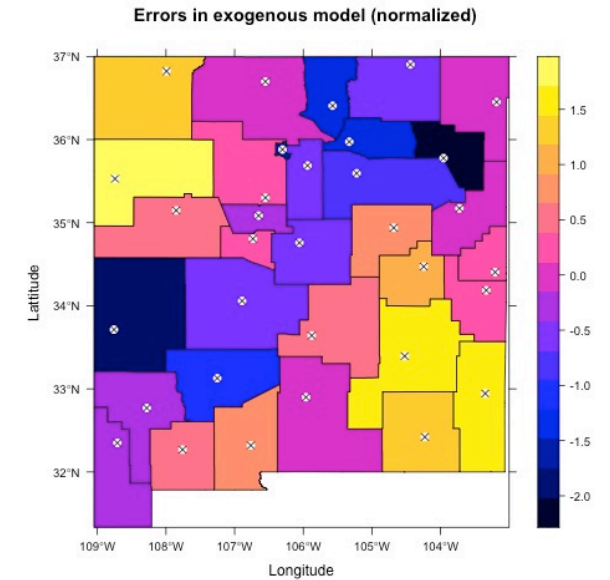 Errors in exogenous model (normalized)
37°N
36°N
35°N
34°N
33°N
32°N
Lattitude
109°W 108°W 107°W 106°W 105°W 104°W
Longitude
1.5
1.0
0.5
0.0
-0.5
-1.0
-1.5
-2.0